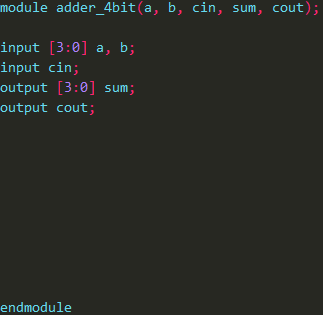 module adder_4bit(a, b, cin, sum, cout);
input [3:0] a, b;
input cin;
output [3:0] sum;
output cout;
endmodule